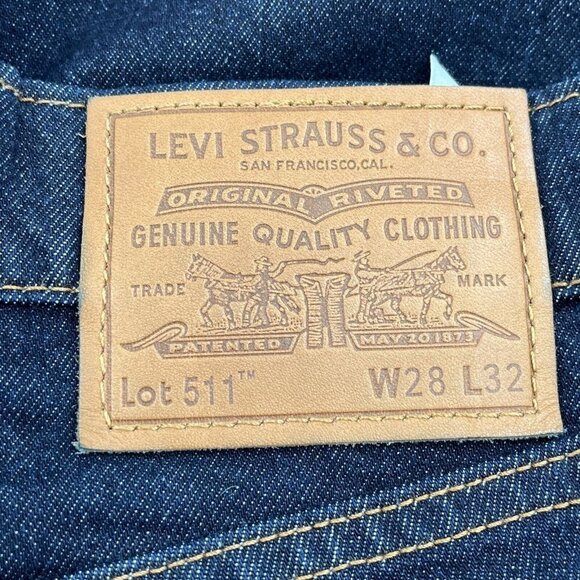 LEVI STRAUSS & CO.
SAN FRANCISCO, CAL.
ORIGINAL RIVETED
GENUINE QUALITY CLOTHING
TRADE MARK
PATENTED MAY 20 1873
Lot 511™ W28 L32